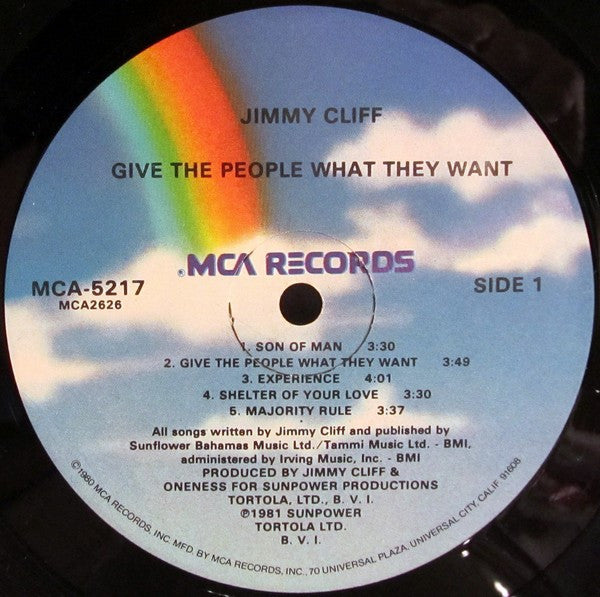 JIMMY CLIFF
GIVE THE PEOPLE WHAT THEY WANT
®MCA RECORDS
MCA-5217
MCA2626
SIDE 1
1. SON OF MAN 3:30
2. GIVE THE PEOPLE WHAT THEY WANT 3:49
3. EXPERIENCE 4:01
4. SHELTER OF YOUR LOVE 3:30
5. MAJORITY RULE 3:37
All songs written by Jimmy Cliff and published by
Sunflower Bahamas Music Ltd./Tammi Music Ltd. - BMI,
administered by Irving Music, Inc. - BMI
PRODUCED BY JIMMY CLIFF &
ONENESS FOR SUNPOWER PRODUCTIONS
TORTOLA, LTD., B. V. I.
℗1981 SUNPOWER
TORTOLA LTD.
B. V. I.
©1980 MCA RECORDS, INC. MFD. BY MCA RECORDS, INC., 70 UNIVERSAL PLAZA, UNIVERSAL CITY, CALIF. 91608